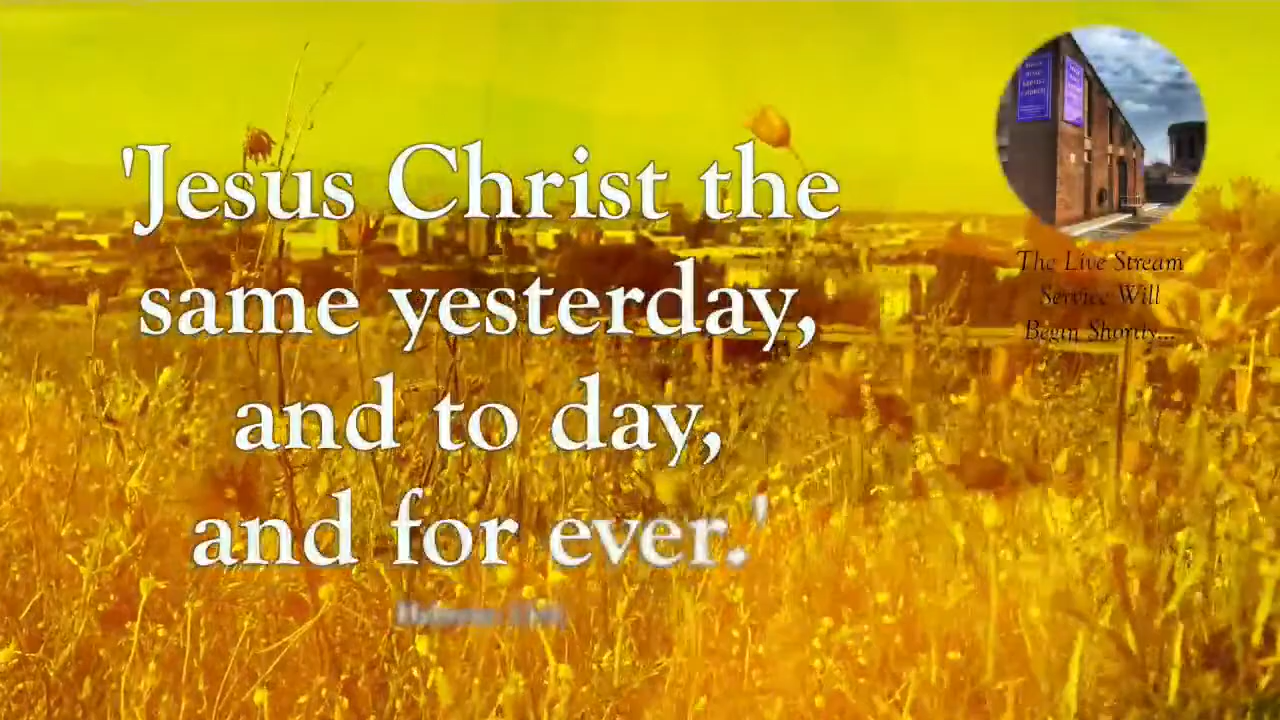 'Jesus Christ the
same yesterday,
and to day,
and for ever.'
The Live Stream
Service Will
Begin Shortly...